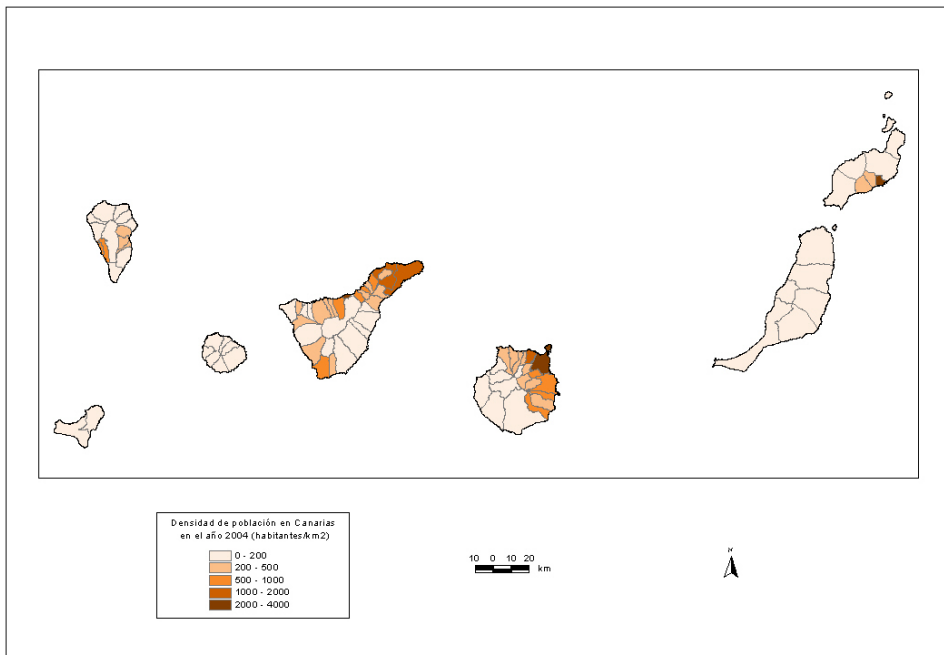 Densidad de población en Canarias
en el año 2004 (habitantes/km2)
0 - 200
200 - 500
500 - 1000
1000 - 2000
2000 - 4000
10 0 10 20
km
N